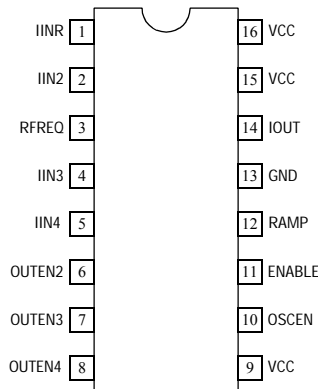 IINR 1 16 VCC
IIN2 2 15 VCC
RFREQ 3 14 IOUT
IIN3 4 13 GND
IIN4 5 12 RAMP
OUTEN2 6 11 ENABLE
OUTEN3 7 10 OSCEN
OUTEN4 8 9 VCC